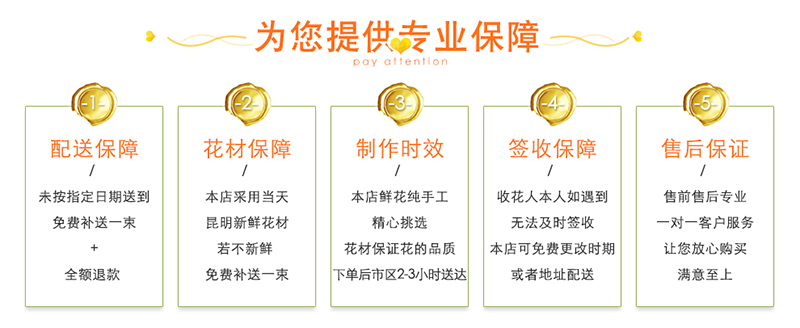 为您提供专业保障
pay attention
-1-
配送保障
未按指定日期送到
免费补送一束
+
全额退款
-2-
花材保障
本店采用当天
昆明新鲜花材
若不新鲜
免费补送一束
-3-
制作时效
本店鲜花纯手工
精心挑选
花材保证花的品质
下单后市区2-3小时送达
-4-
签收保障
收花人本人如遇到
无法及时签收
本店可免费更改时期
或者地址配送
-5-
售后保证
售前售后专业
一对一客户服务
让您放心购买
满意至上